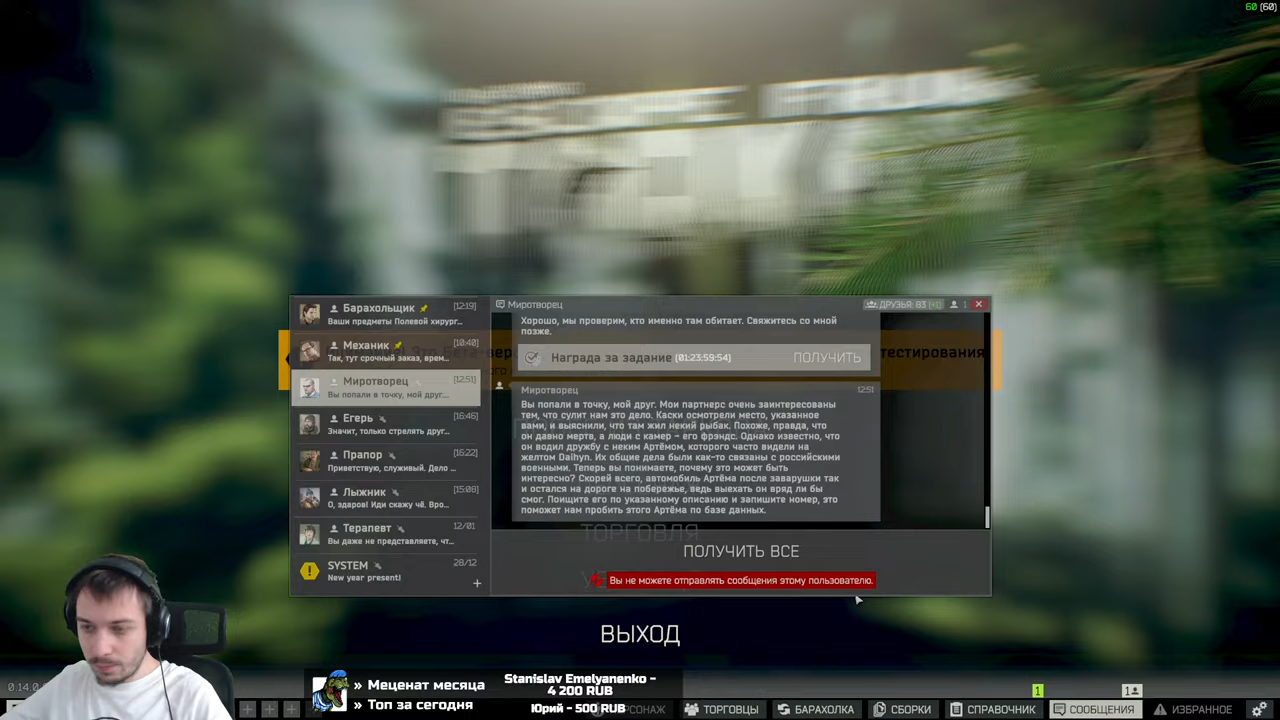 60 (60)
Барахольщик [12:19]
Ваши предметы Полевой хирург...
Механик [10:40]
Так, тут срочный заказ, врем...
Миротворец [12:51]
Вы попали в точку, мой друг....
Егерь [16:46]
Значит, только стрелять друг...
Прапор [16:22]
Приветствую, служивый. Дело ...
Лыжник [15:08]
О, здаров! Иди скажу чё. Вро...
Терапевт 12/01
Вы даже не представляете, чт...
SYSTEM 28/12
New year present!
Миротворец
ДРУЗЬЯ: 83 [+1] 1
Хорошо, мы проверим, кто именно там обитает. Свяжитесь со мной
позже.
Награда за задание (01:23:59:54) ПОЛУЧИТЬ
тестирования
Миротворец 12:51
Вы попали в точку, мой друг. Мои партнерс очень заинтересованы
тем, что сулит нам это дело. Каски осмотрели место, указанное
вами, и выяснили, что там жил некий рыбак. Похоже, правда, что
он давно мертв, а люди с камер - его фрэндс. Однако известно, что
он водил дружбу с неким Артёмом, которого часто видели на
желтом Daihyn. Их общие дела были как-то связаны с российскими
военными. Теперь вы понимаете, почему это может быть
интересно? Скорей всего, автомобиль Артёма после заварушки так
и остался на дороге на побережье, ведь выехать он вряд ли бы
смог. Поищите его по указанному описанию и запишите номер, это
поможет нам пробить этого Артёма по базе данных.
ТОРГОВЛЯ
ПОЛУЧИТЬ ВСЕ
Вы не можете отправлять сообщения этому пользователю.
ВЫХОД
» Меценат месяца
Stanislav Emelyanenko -
4 200 RUB
» Топ за сегодня
Юрий - 500 RUB
1
1
ТОРГОВЦЫ
БАРАХОЛКА
СБОРКИ
СПРАВОЧНИК
СООБЩЕНИЯ
ИЗБРАННОЕ